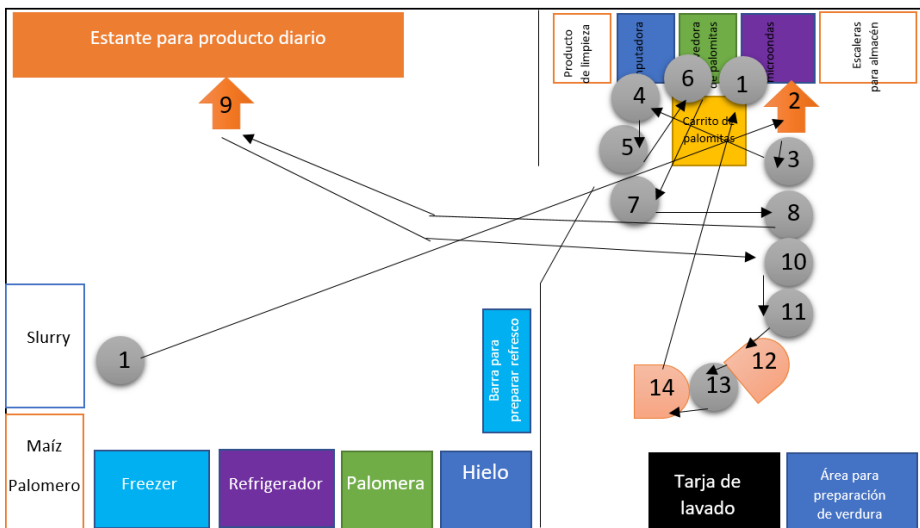 Estante para producto diario
Producto
de limpieza
mputadora
vedora
de palomitas
microondas
Escaleras
para almacén
9
4
6
1
2
Carrito de
palomitas
5
3
7
8
10
11
12
13
14
1
Slurry
Barra para
preparar refresco
Maíz
Palomero
Freezer
Refrigerador
Palomera
Hielo
Tarja de
lavado
Área para
preparación
de verdura